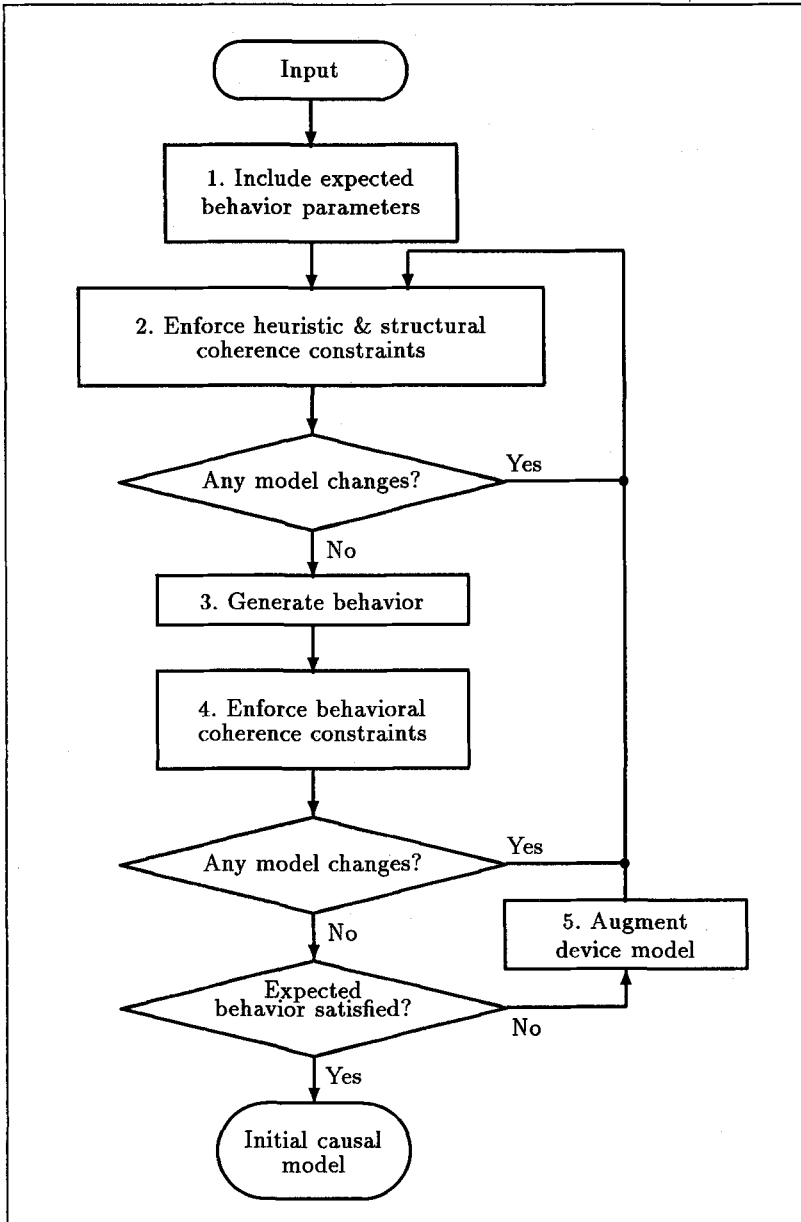 Input
1. Include expected
behavior parameters
2. Enforce heuristic & structural
coherence constraints
Any model changes?
Yes
No
3. Generate behavior
4. Enforce behavioral
coherence constraints
Any model changes?
Yes
No
5. Augment
device model
Expected
behavior satisfied?
No
Yes
Initial causal
model